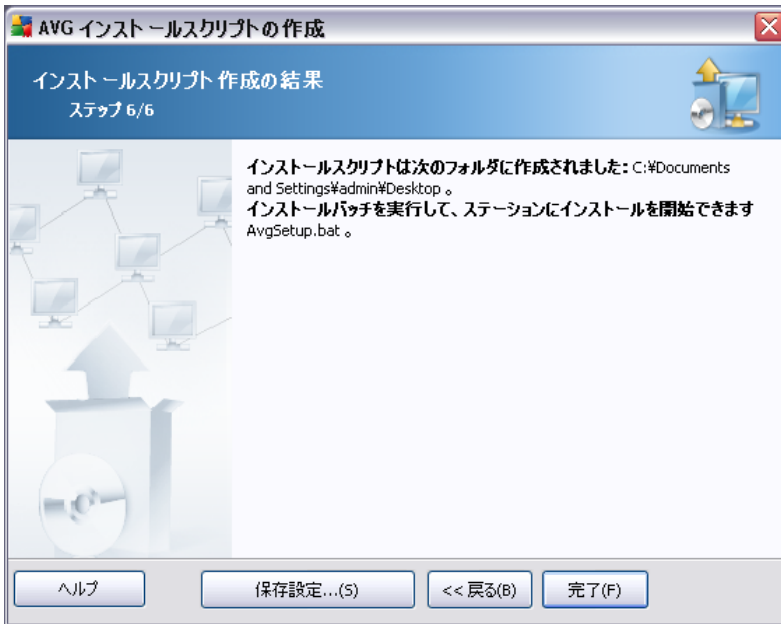 AVG インストールスクリプトの作成
インストールスクリプト作成の結果
ステップ 6/6
インストールスクリプトは次のフォルダに作成されました: C:¥Documents
and Settings¥admin¥Desktop 。
インストールバッチを実行して、ステーションにインストールを開始できます
AvgSetup.bat 。
ヘルプ
保存設定...(S)
<< 戻る(B)
完了(F)